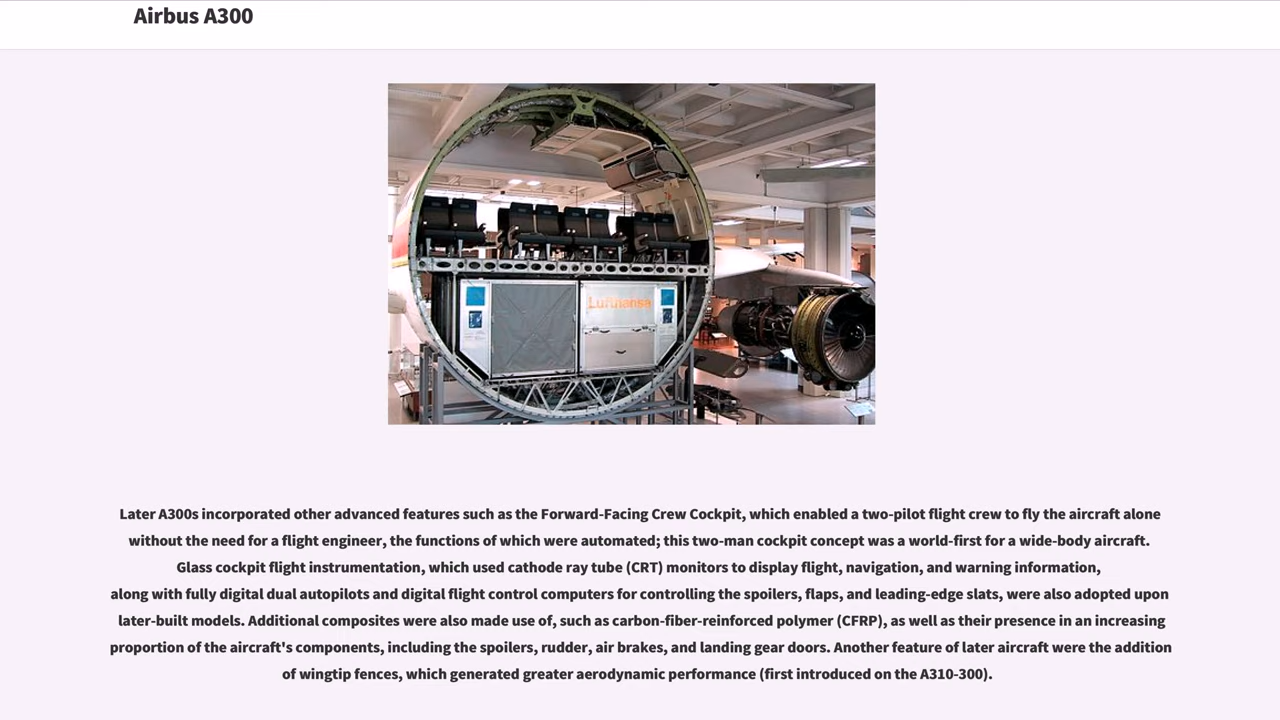 Airbus A300
Lufthansa
Later A300s incorporated other advanced features such as the Forward-Facing Crew Cockpit, which enabled a two-pilot flight crew to fly the aircraft alone
without the need for a flight engineer, the functions of which were automated; this two-man cockpit concept was a world-first for a wide-body aircraft.
Glass cockpit flight instrumentation, which used cathode ray tube (CRT) monitors to display flight, navigation, and warning information,
along with fully digital dual autopilots and digital flight control computers for controlling the spoilers, flaps, and leading-edge slats, were also adopted upon
later-built models. Additional composites were also made use of, such as carbon-fiber-reinforced polymer (CFRP), as well as their presence in an increasing
proportion of the aircraft's components, including the spoilers, rudder, air brakes, and landing gear doors. Another feature of later aircraft were the addition
of wingtip fences, which generated greater aerodynamic performance (first introduced on the A310-300).